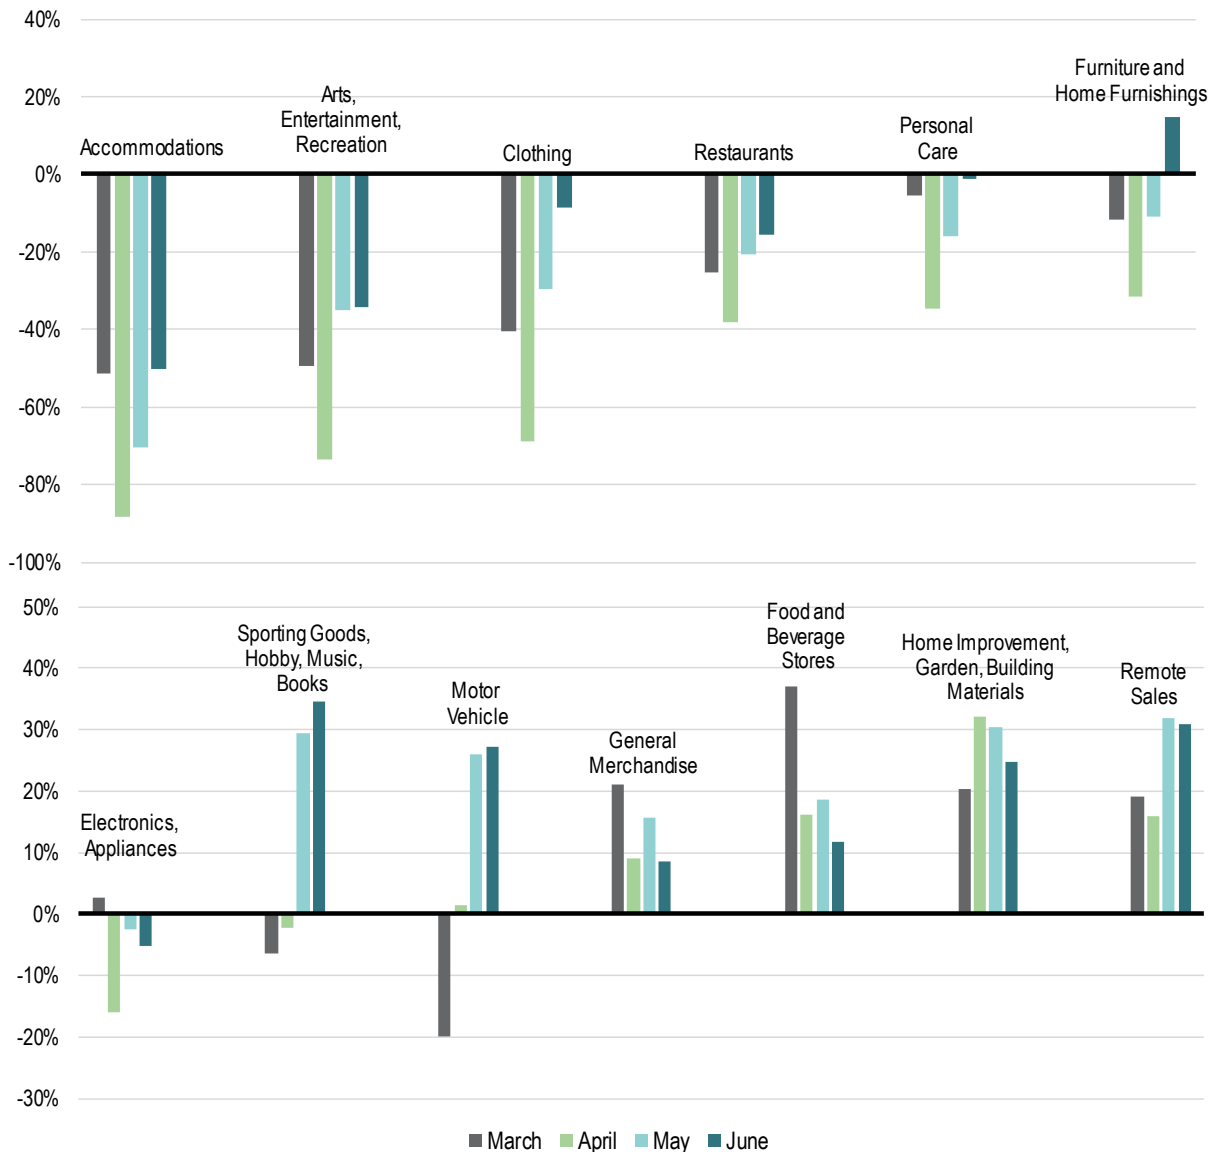 40%
20%
0%
-20%
-40%
-60%
-80%
-100%
Accommodations
Arts,
Entertainment,
Recreation
Clothing
Restaurants
Personal
Care
Furniture and
Home Furnishings
50%
40%
30%
20%
10%
0%
-10%
-20%
-30%
Electronics,
Appliances
Sporting Goods,
Hobby, Music,
Books
Motor
Vehicle
General
Merchandise
Food and
Beverage
Stores
Home Improvement,
Garden, Building
Materials
Remote
Sales
March April May June